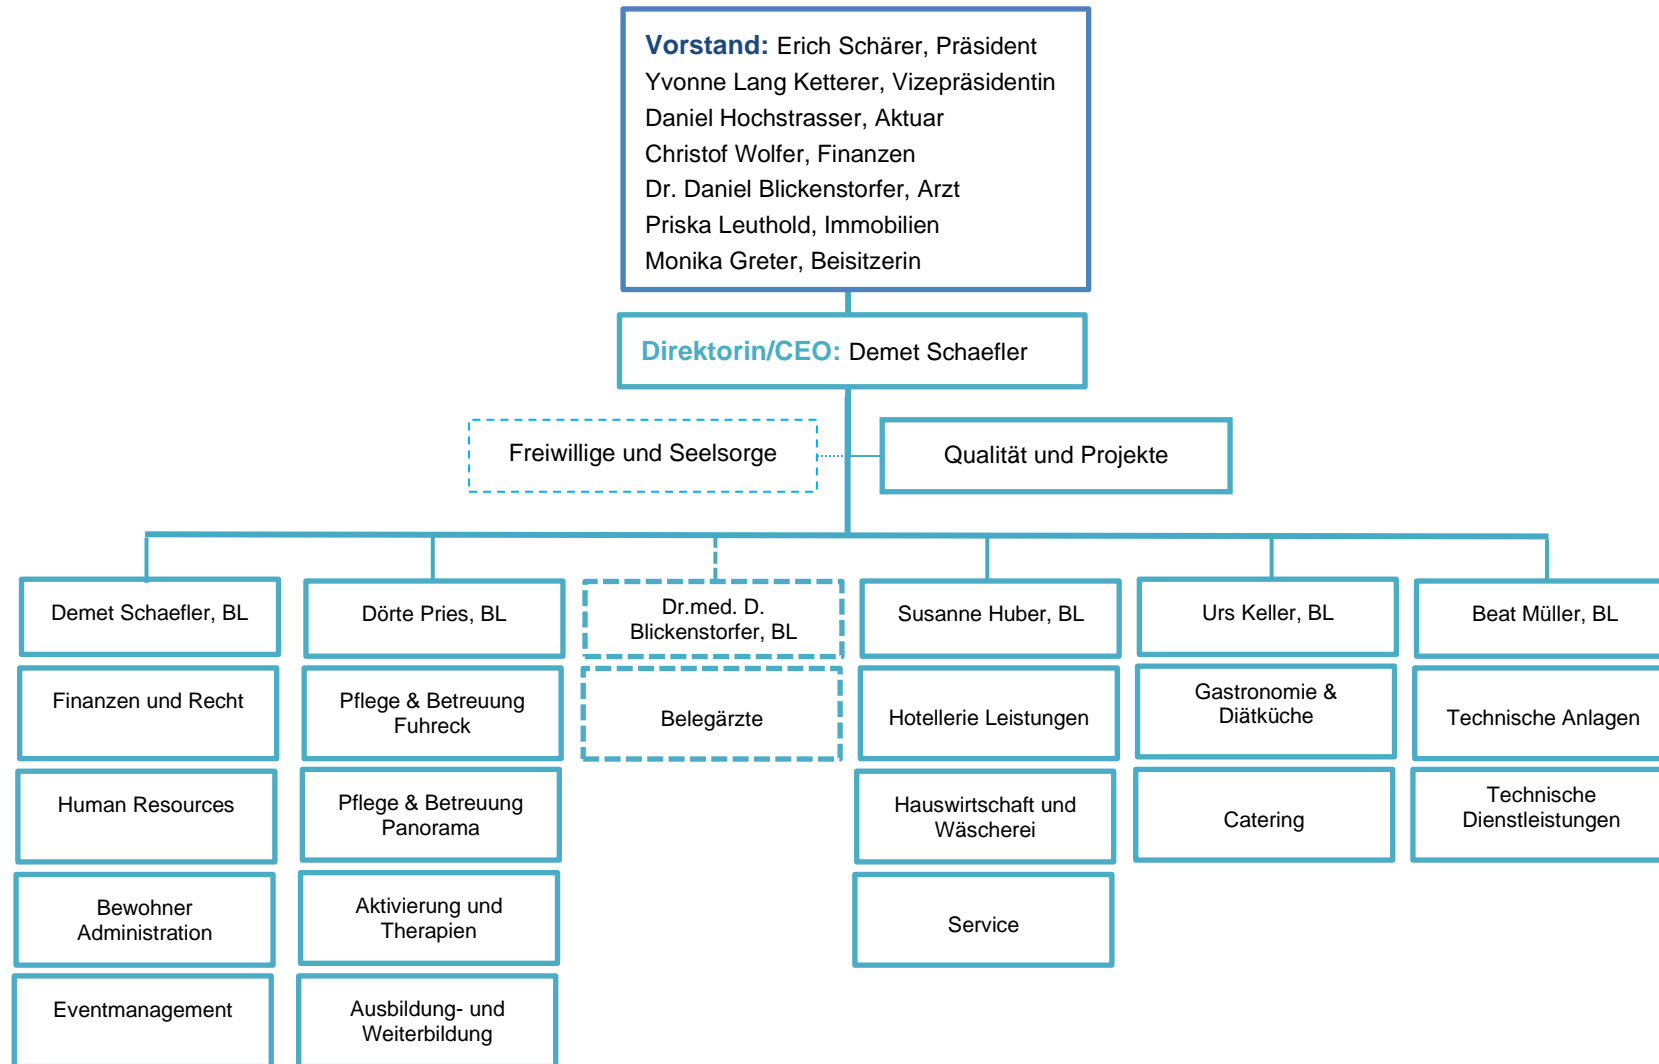 Vorstand: Erich Schärer, Präsident
Yvonne Lang Ketterer, Vizepräsidentin
Daniel Hochstrasser, Aktuar
Christof Wolfer, Finanzen
Dr. Daniel Blickenstorfer, Arzt
Priska Leuthold, Immobilien
Monika Greter, Beisitzerin
Direktorin/CEO: Demet Schaefler
Freiwillige und Seelsorge
Qualität und Projekte
Demet Schaefler, BL
Finanzen und Recht
Human Resources
Bewohner
Administration
Eventmanagement
Dörte Pries, BL
Pflege & Betreuung
Fuhreck
Pflege & Betreuung
Panorama
Aktivierung und
Therapien
Ausbildung- und
Weiterbildung
Dr.med. D.
Blickenstorfer, BL
Belegärzte
Susanne Huber, BL
Hotellerie Leistungen
Hauswirtschaft und
Wäscherei
Service
Urs Keller, BL
Gastronomie &
Diätküche
Catering
Beat Müller, BL
Technische Anlagen
Technische
Dienstleistungen